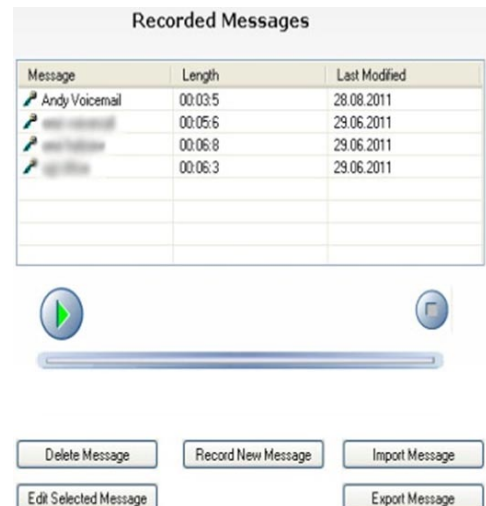 Recorded Messages
Message Length Last Modified
Andy Voicemail 00:03:5 28.08.2011
00:05:6 29.06.2011
00:06:8 29.06.2011
00:06:3 29.06.2011
Delete Message Record New Message Import Message
Edit Selected Message Export Message